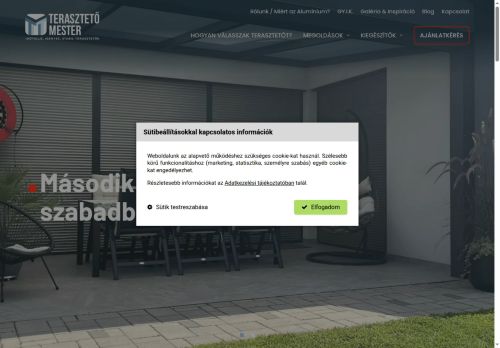 Rólunk / Miért az Alumínium? GY.I.K. Galéria & Inspiráció Blog Kapcsolat
TERASZTETŐ
MESTER
HOGYAN VÁLASSZAK TERASZTETŐT? MEGOLDÁSOK KIEGÉSZÍTŐK AJÁNLATKÉRÉS
Sütibeállításokkal kapcsolatos információk
Weboldalunk az alapvető működéshez szükséges cookie-kat használ. Szélesebb
körű funkcionalitáshoz (marketing, statisztika, személyre szabás) egyéb cookie-
kat engedélyezhet.
Részletesebb információkat az Adatkezelési tájékoztatóban talál.
Második
szabadb
Sütik testreszabása Elfogadom